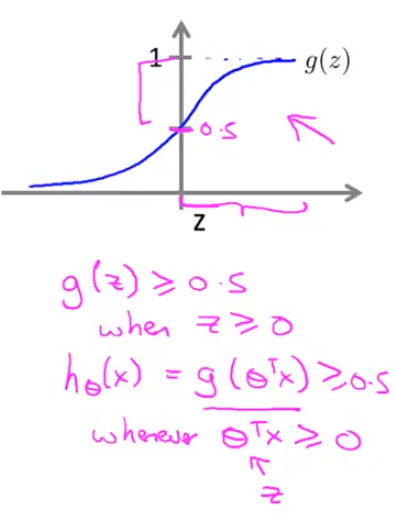 1
g(z)
0.5
z
g(z) ⩾ 0.5
when z ⩾ 0
hθ(x) = g(θᵀx) ⩾ 0.5
whenever θᵀx ⩾ 0
z